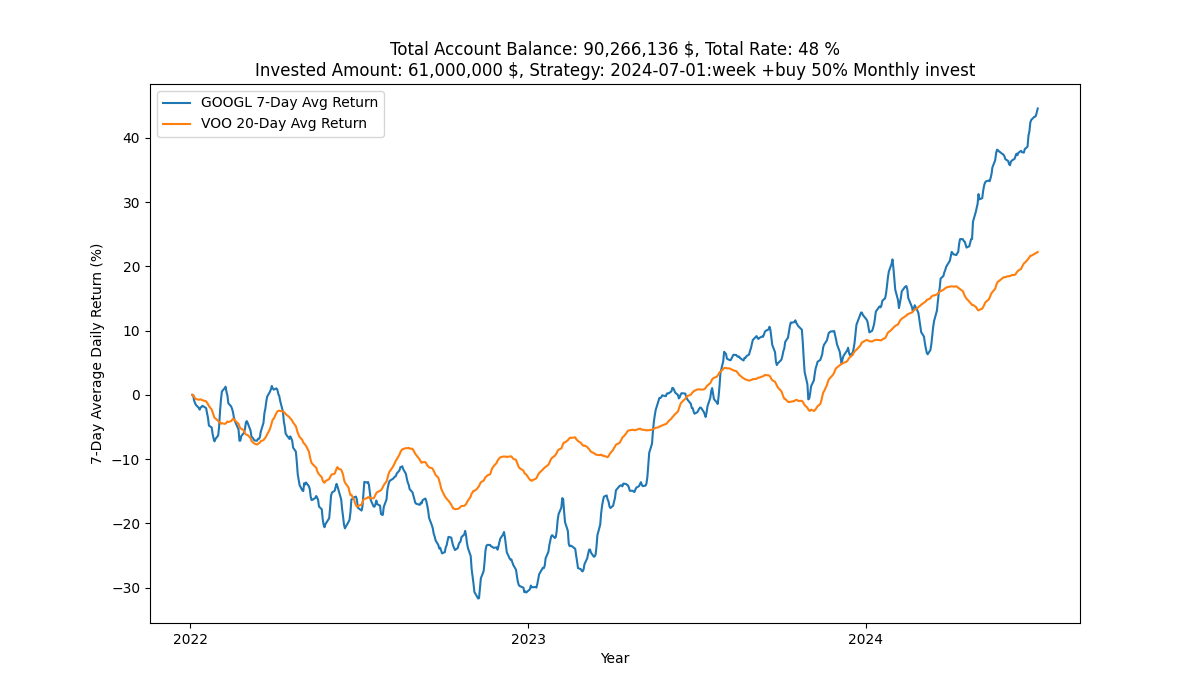 Total Account Balance: 90,266,136 $, Total Rate: 48 %
Invested Amount: 61,000,000 $, Strategy: 2024-07-01:week +buy 50% Monthly invest
GOOGL 7-Day Avg Return
VOO 20-Day Avg Return
7-Day Average Daily Return (%)
40
30
20
10
0
−10
−20
−30
2022
2023
2024
Year